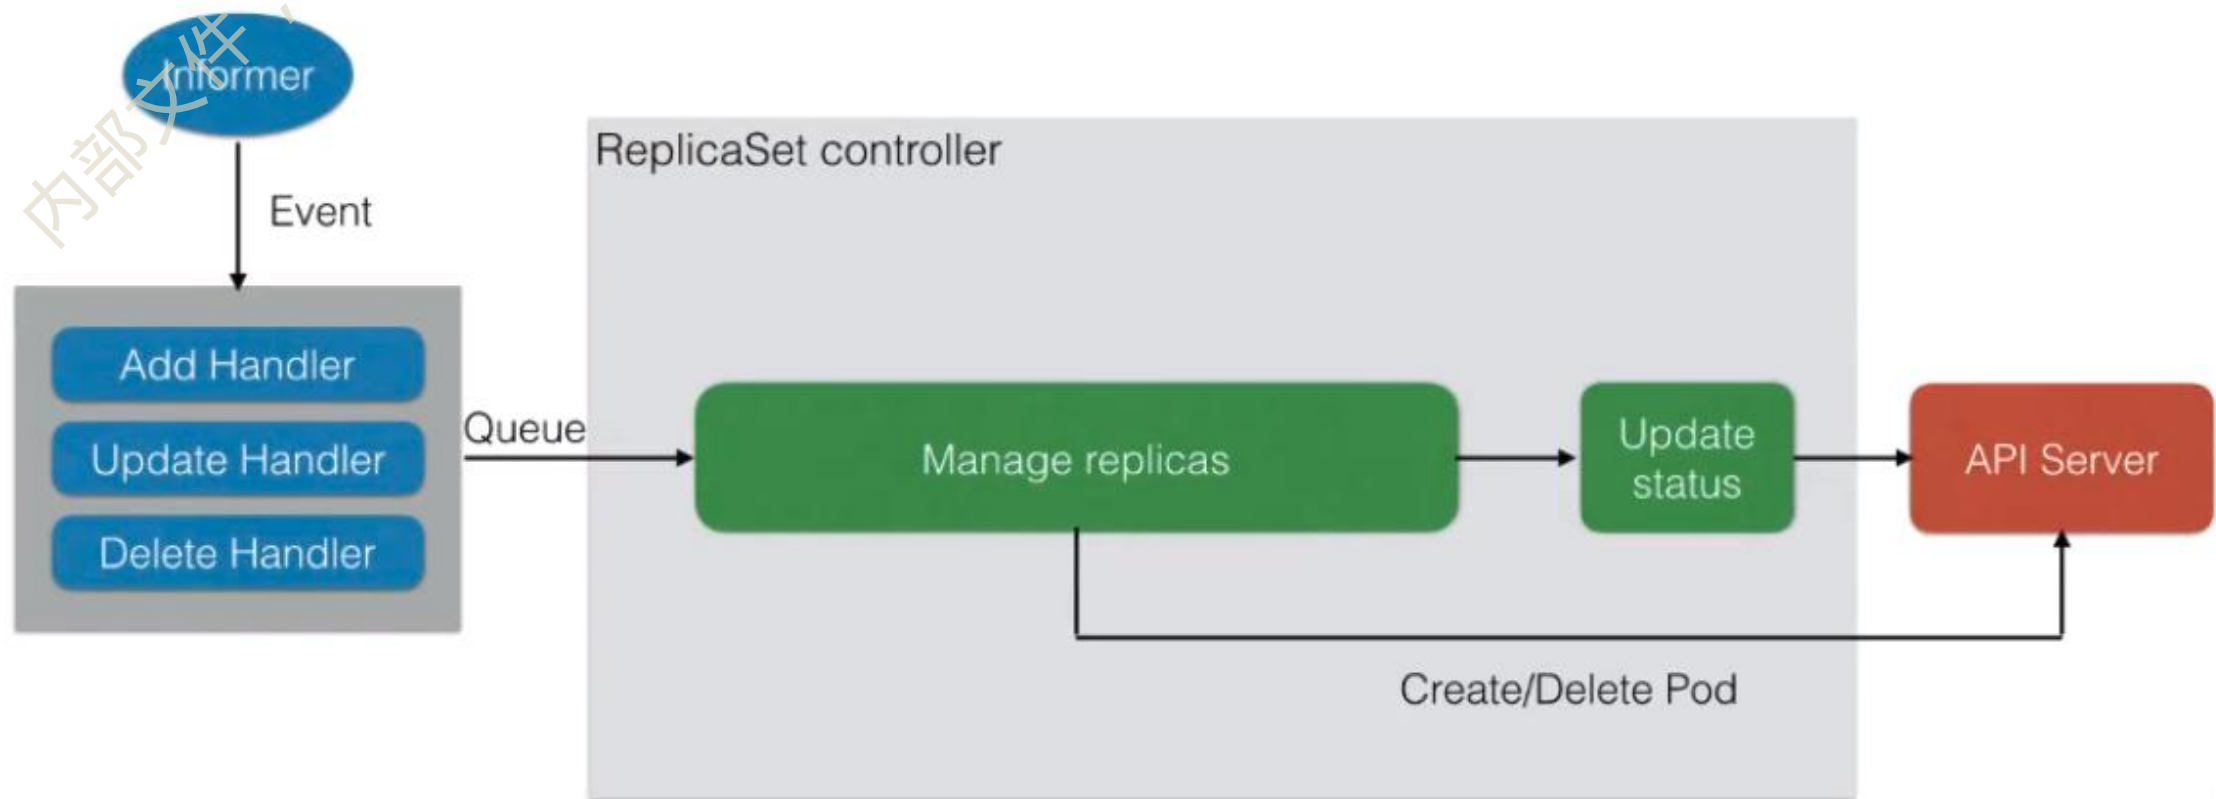 内部文件
Informer
Event
ReplicaSet controller
Add Handler
Update Handler
Delete Handler
Queue
Manage replicas
Update
status
API Server
Create/Delete Pod